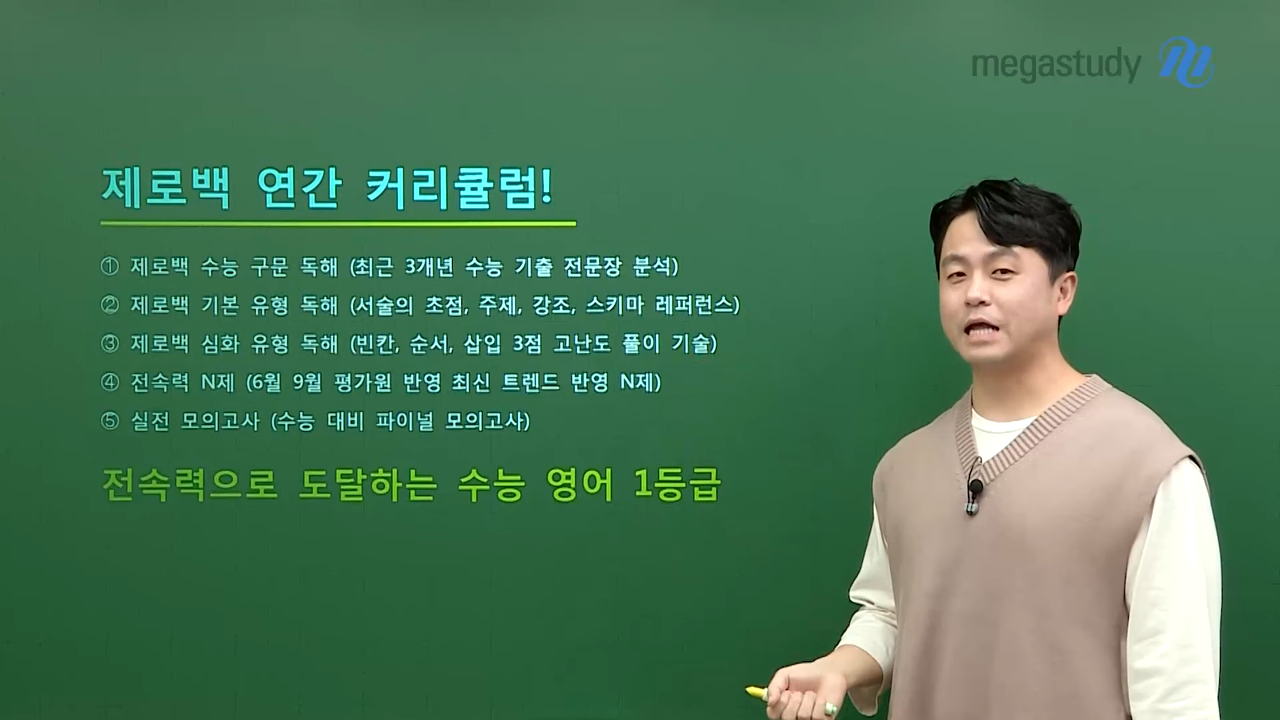 megastudy
제로백 연간 커리큘럼!
① 제로백 수능 구문 독해 (최근 3개년 수능 기출 전문장 분석)
② 제로백 기본 유형 독해 (서술의 초점, 주제, 강조, 스키마 레퍼런스)
③ 제로백 심화 유형 독해 (빈칸, 순서, 삽입 3점 고난도 풀이 기술)
④ 전속력 N제 (6월 9월 평가원 반영 최신 트렌드 반영 N제)
⑤ 실전 모의고사 (수능 대비 파이널 모의고사)
전속력으로 도달하는 수능 영어 1등급